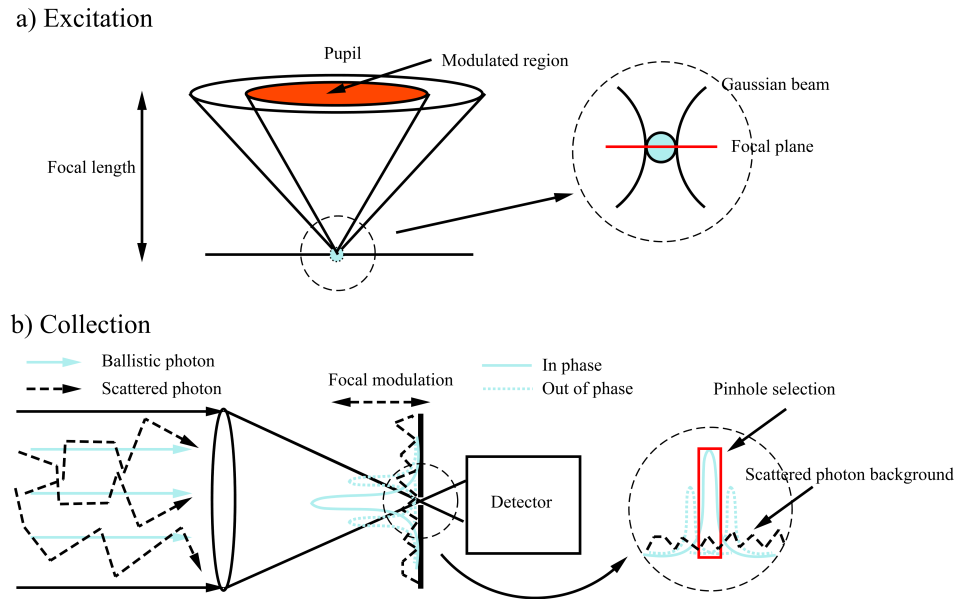 a) Excitation
Pupil
Modulated region
Gaussian beam
Focal length
Focal plane
b) Collection
Ballistic photon
Scattered photon
Focal modulation
In phase
Out of phase
Pinhole selection
Scattered photon background
Detector